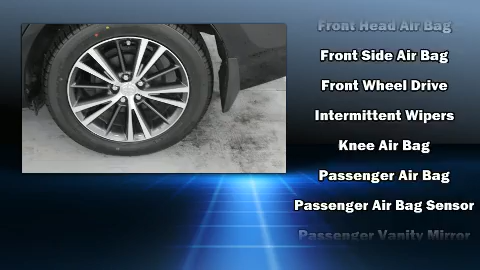 Front Head Air Bag
Front Side Air Bag
Front Wheel Drive
Intermittent Wipers
Knee Air Bag
Passenger Air Bag
Passenger Air Bag Sensor
Passenger Vanity Mirror